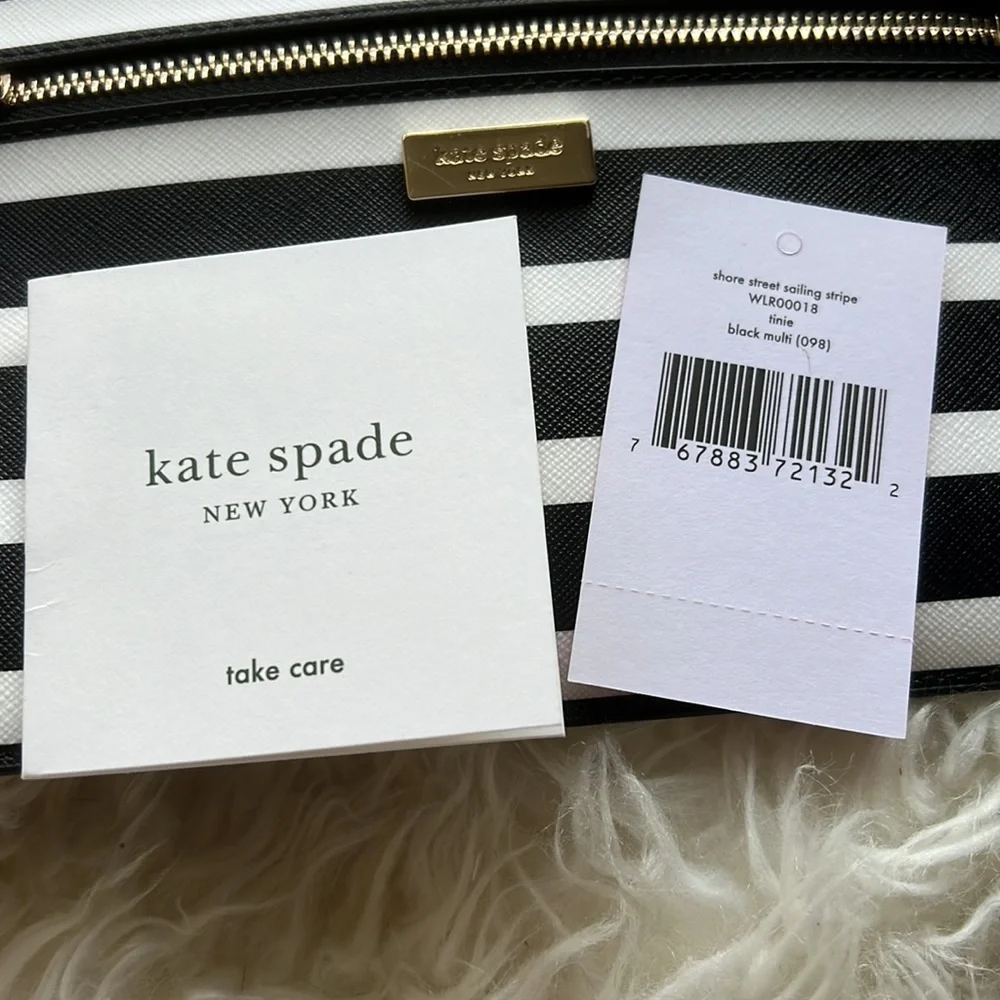 kate spade
NEW YORK
kate spade
NEW YORK
take care
shore street sailing stripe
WLR00018
tinie
black multi (098)
7 67883 72132 2